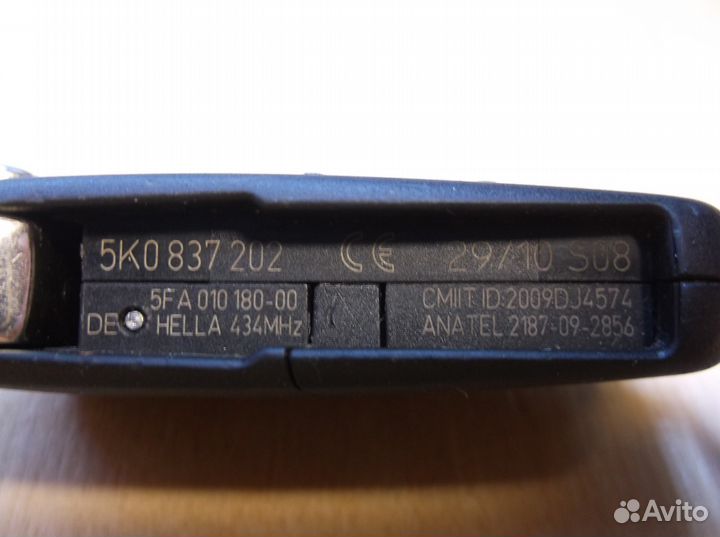 5K0 837 202 CE 29/10 S08
5FA 010 180-00
DE HELLA 434MHz
CMIIT ID:2009DJ4574
ANATEL 2187-09-2856
Avito